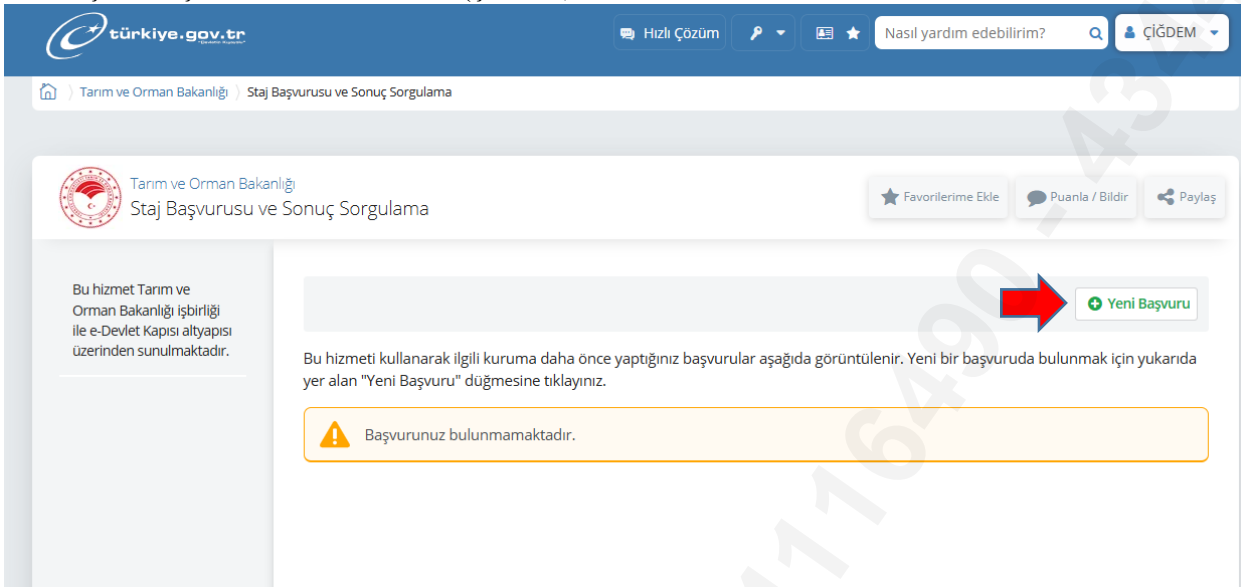 türkiye.gov.tr
Hızlı Çözüm
Nasıl yardım edebilirim?
ÇİĞDEM
Tarım ve Orman Bakanlığı
Staj Başvurusu ve Sonuç Sorgulama
Tarım ve Orman Bakanlığı
Staj Başvurusu ve Sonuç Sorgulama
Favorilerime Ekle
Puanla / Bildir
Paylaş
Bu hizmet Tarım ve
Orman Bakanlığı işbirliği
ile e-Devlet Kapısı altyapısı
üzerinden sunulmaktadır.
Yeni Başvuru
Bu hizmeti kullanarak ilgili kuruma daha önce yaptığınız başvurular aşağıda görüntülenir. Yeni bir başvuruda bulunmak için yukarıda
yer alan "Yeni Başvuru" düğmesine tıklayınız.
Başvurunuz bulunmamaktadır.